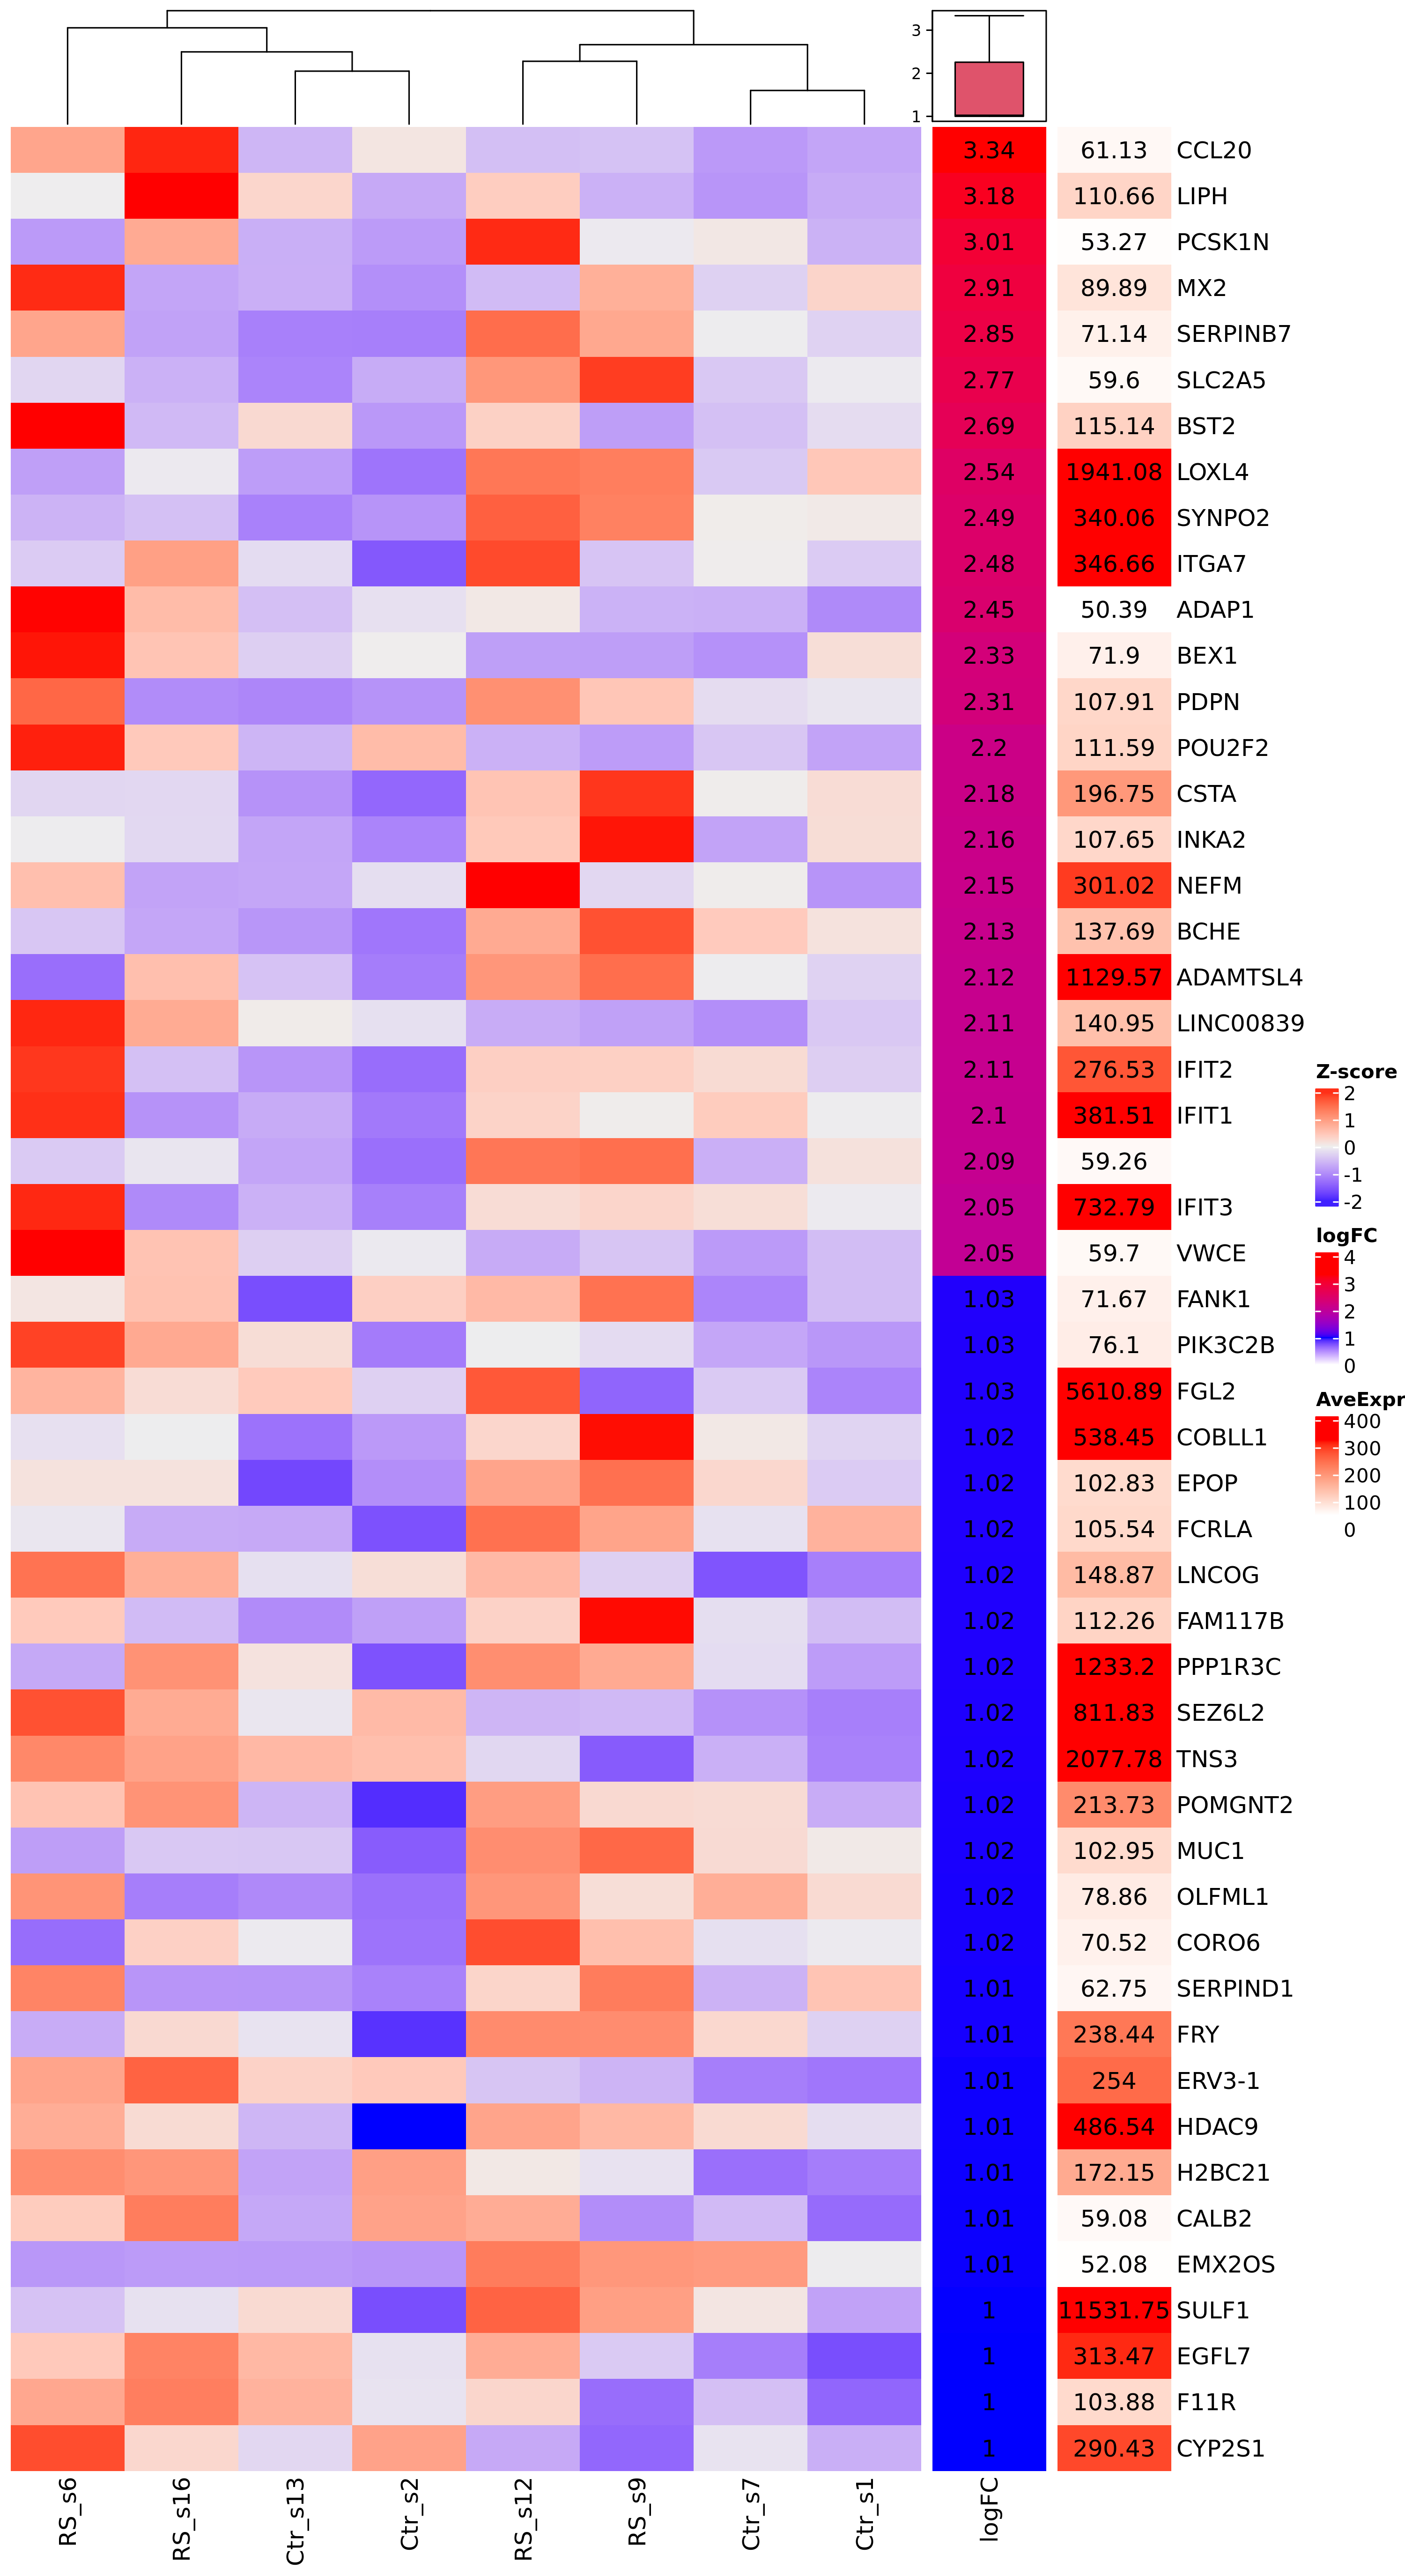 3
2
1
3.34 61.13 CCL20
3.18 110.66 LIPH
3.01 53.27 PCSK1N
2.91 89.89 MX2
2.85 71.14 SERPINB7
2.77 59.6 SLC2A5
2.69 115.14 BST2
2.54 1941.08 LOXL4
2.49 340.06 SYNPO2
2.48 346.66 ITGA7
2.45 50.39 ADAP1
2.33 71.9 BEX1
2.31 107.91 PDPN
2.2 111.59 POU2F2
2.18 196.75 CSTA
2.16 107.65 INKA2
2.15 301.02 NEFM
2.13 137.69 BCHE
2.12 1129.57 ADAMTSL4
2.11 140.95 LINC00839
2.11 276.53 IFIT2
2.1 381.51 IFIT1
2.09 59.26
2.05 732.79 IFIT3
2.05 59.7 VWCE
1.03 71.67 FANK1
1.03 76.1 PIK3C2B
1.03 5610.89 FGL2
1.02 538.45 COBLL1
1.02 102.83 EPOP
1.02 105.54 FCRLA
1.02 148.87 LNCOG
1.02 112.26 FAM117B
1.02 1233.2 PPP1R3C
1.02 811.83 SEZ6L2
1.02 2077.78 TNS3
1.02 213.73 POMGNT2
1.02 102.95 MUC1
1.02 78.86 OLFML1
1.02 70.52 CORO6
1.01 62.75 SERPIND1
1.01 238.44 FRY
1.01 254 ERV3-1
1.01 486.54 HDAC9
1.01 172.15 H2BC21
1.01 59.08 CALB2
1.01 52.08 EMX2OS
1 11531.75 SULF1
1 313.47 EGFL7
1 103.88 F11R
1 290.43 CYP2S1
RS_s6
RS_s16
Ctr_s13
Ctr_s2
RS_s12
RS_s9
Ctr_s7
Ctr_s1
logFC
Z-score
2
1
0
-1
-2
logFC
4
3
2
1
0
AveExpr
400
300
200
100
0